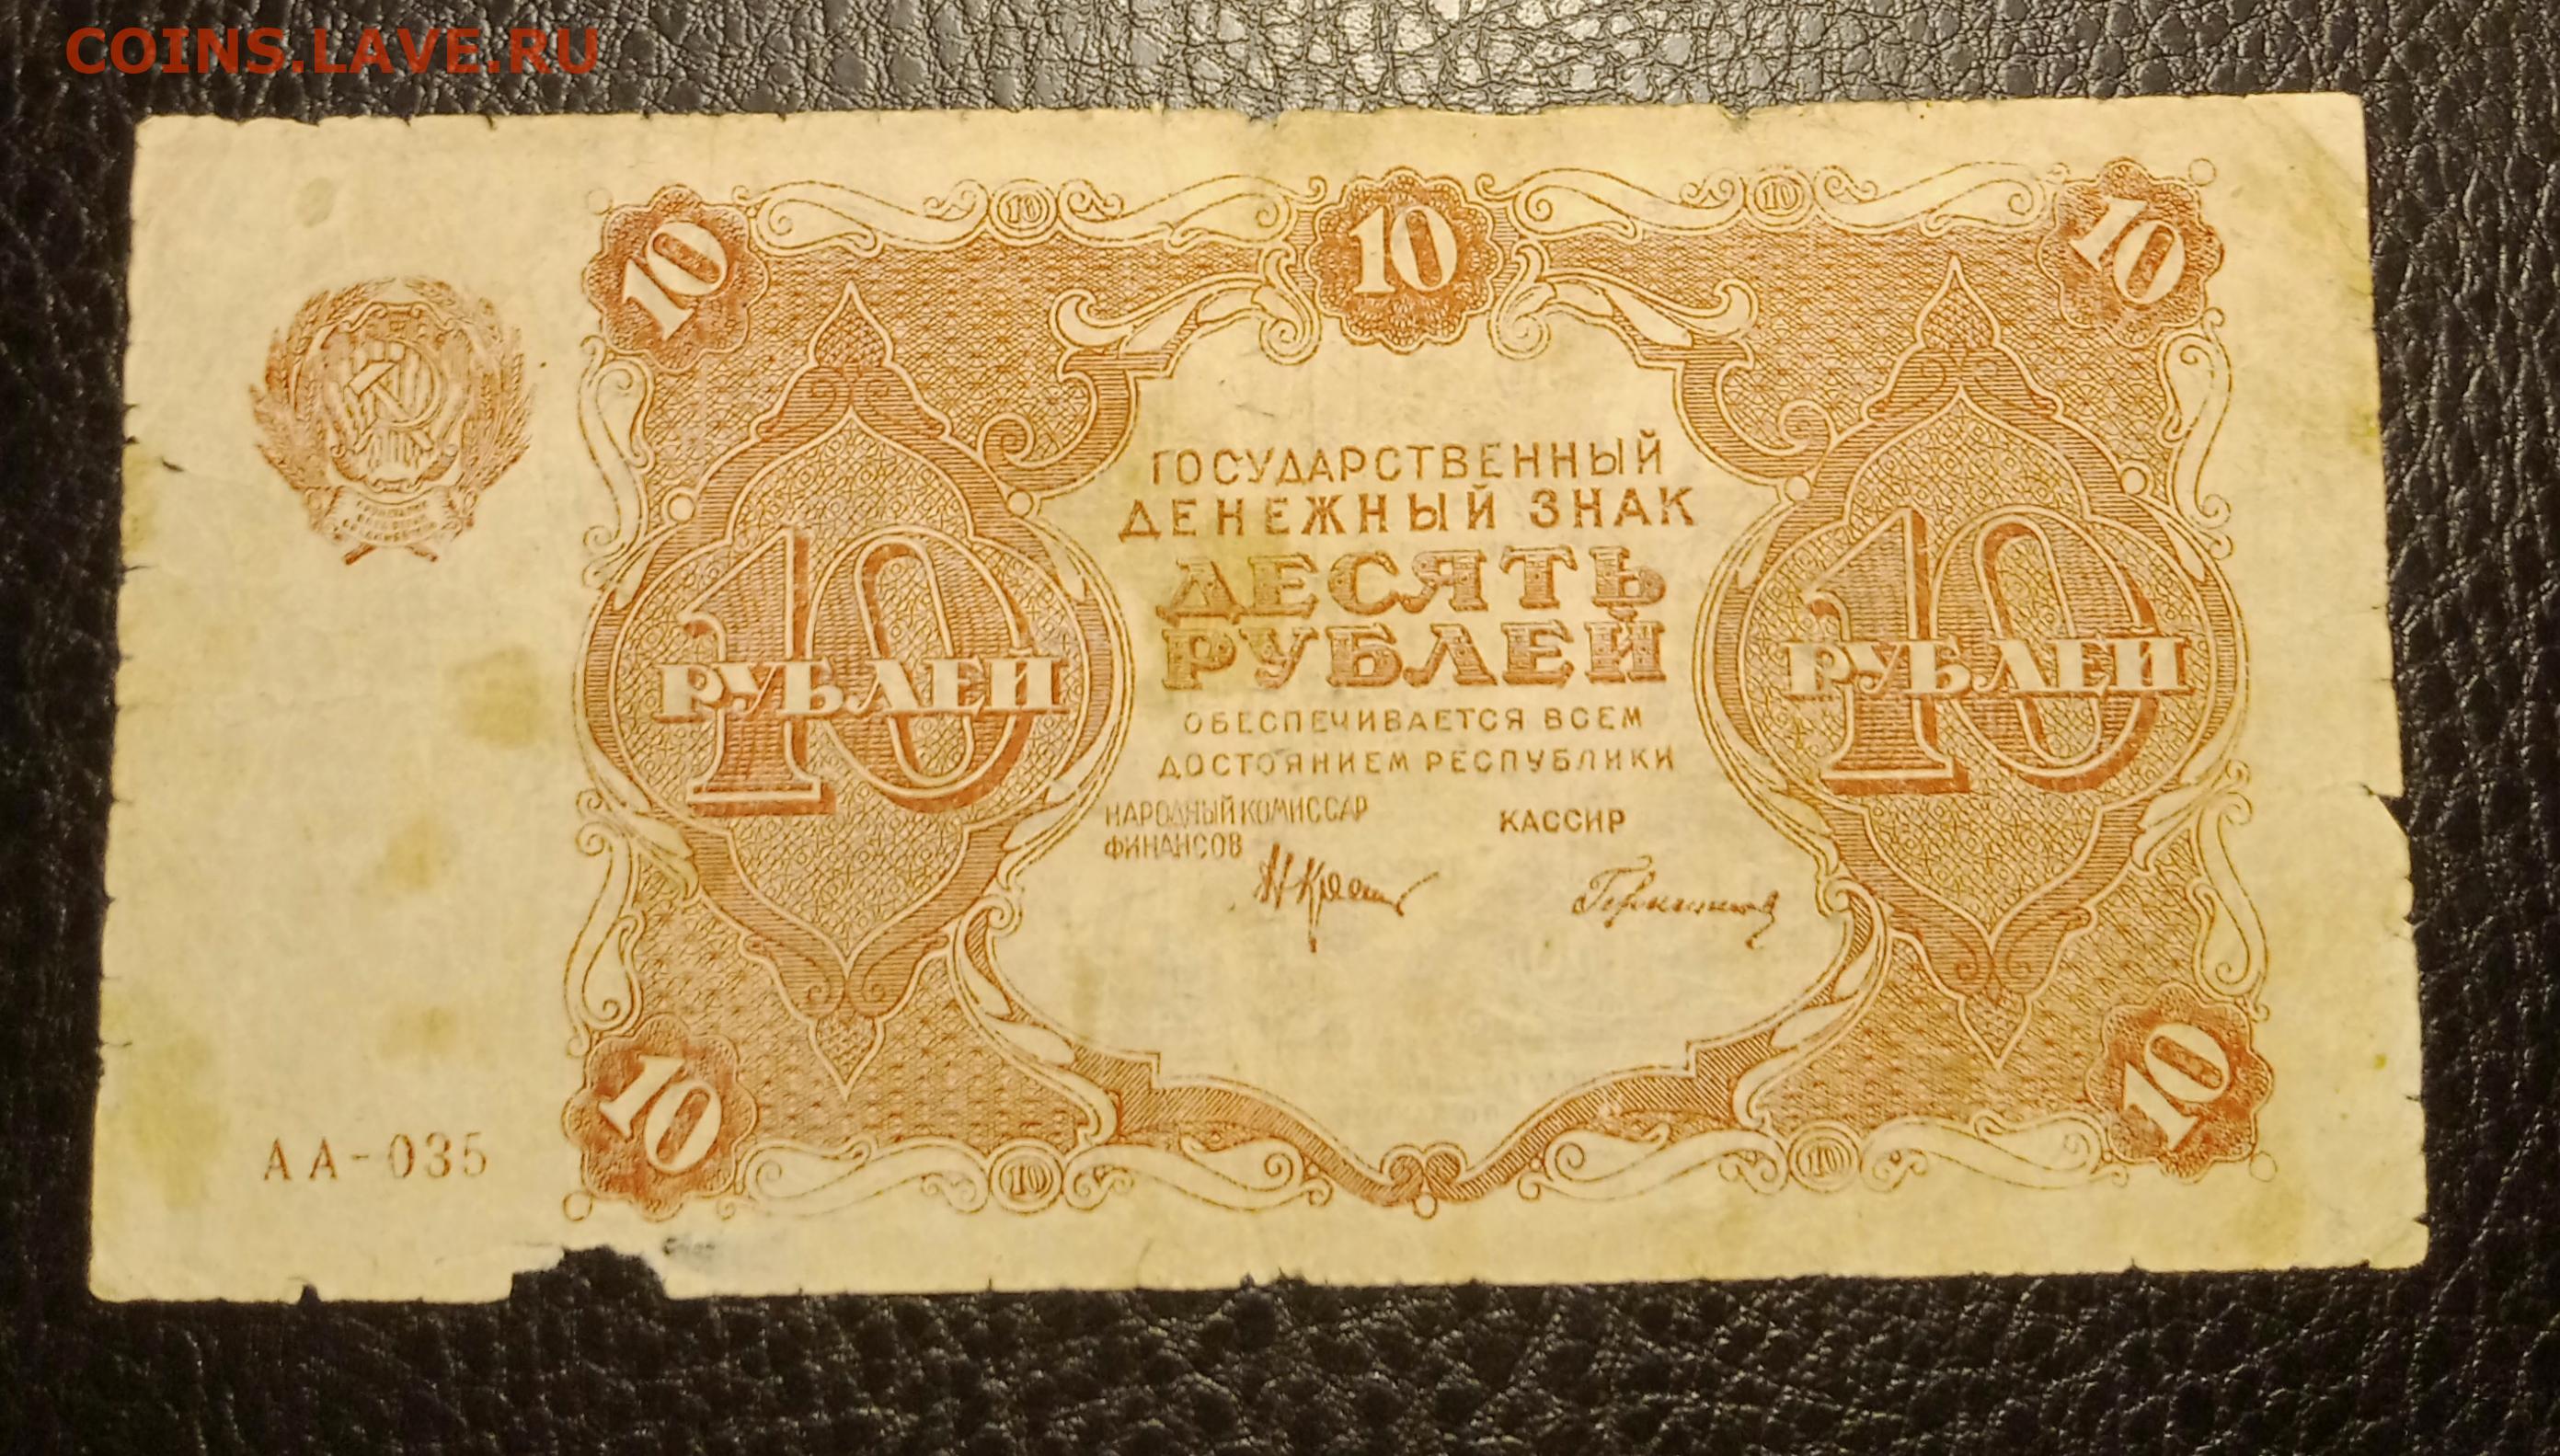 COINS.LAVE.RU
10
10
10
10
10
ГОСУДАРСТВЕННЫЙ
ДЕНЕЖНЫЙ ЗНАК
ДЕСЯТЬ
РУБЛЕЙ
10
РУБЛЕЙ
10
РУБЛЕЙ
ОБЕСПЕЧИВАЕТСЯ ВСЕМ
ДОСТОЯНИЕМ РЕСПУБЛИКИ
НАРОДНЫЙ КОМИССАР
ФИНАНСОВ
КАССИР
Н Крест
10
10
10
10
АА-035